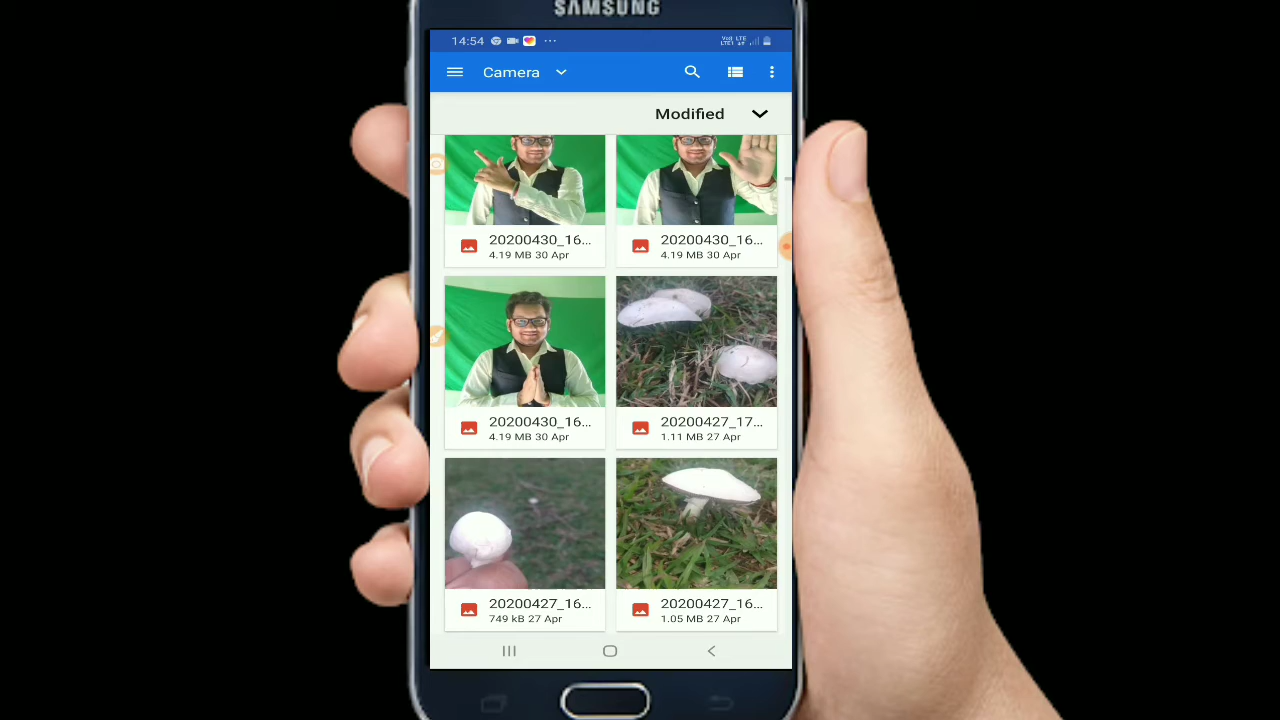 SAMSUNG
14:54 ... VoLTE LTE1
Camera
Modified
20200430_16...
4.19 MB 30 Apr
20200430_16...
4.19 MB 30 Apr
20200430_16...
4.19 MB 30 Apr
20200427_17...
1.11 MB 27 Apr
20200427_16...
749 kB 27 Apr
20200427_16...
1.05 MB 27 Apr